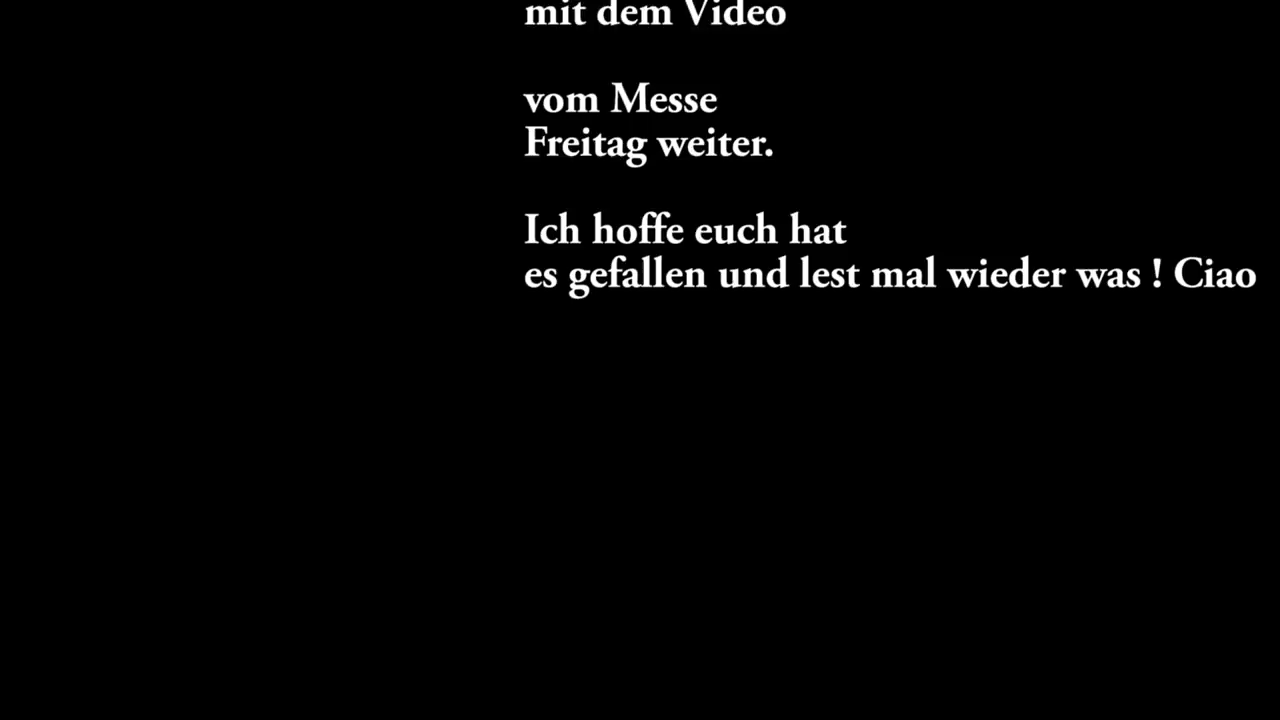 mit dem Video
vom Messe
Freitag weiter.
Ich hoffe euch hat
es gefallen und lest mal wieder was ! Ciao